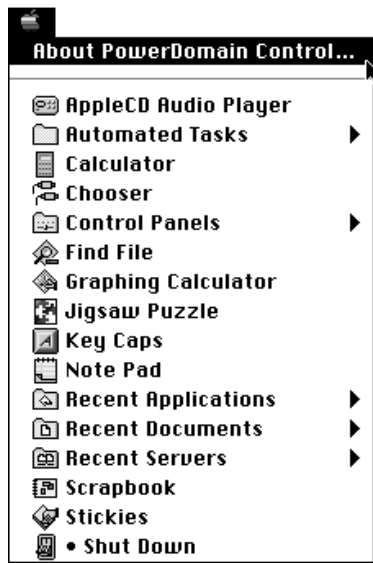 About PowerDomain Control...
AppleCD Audio Player
Automated Tasks
Calculator
Chooser
Control Panels
Find File
Graphing Calculator
Jigsaw Puzzle
Key Caps
Note Pad
Recent Applications
Recent Documents
Recent Servers
Scrapbook
Stickies
• Shut Down